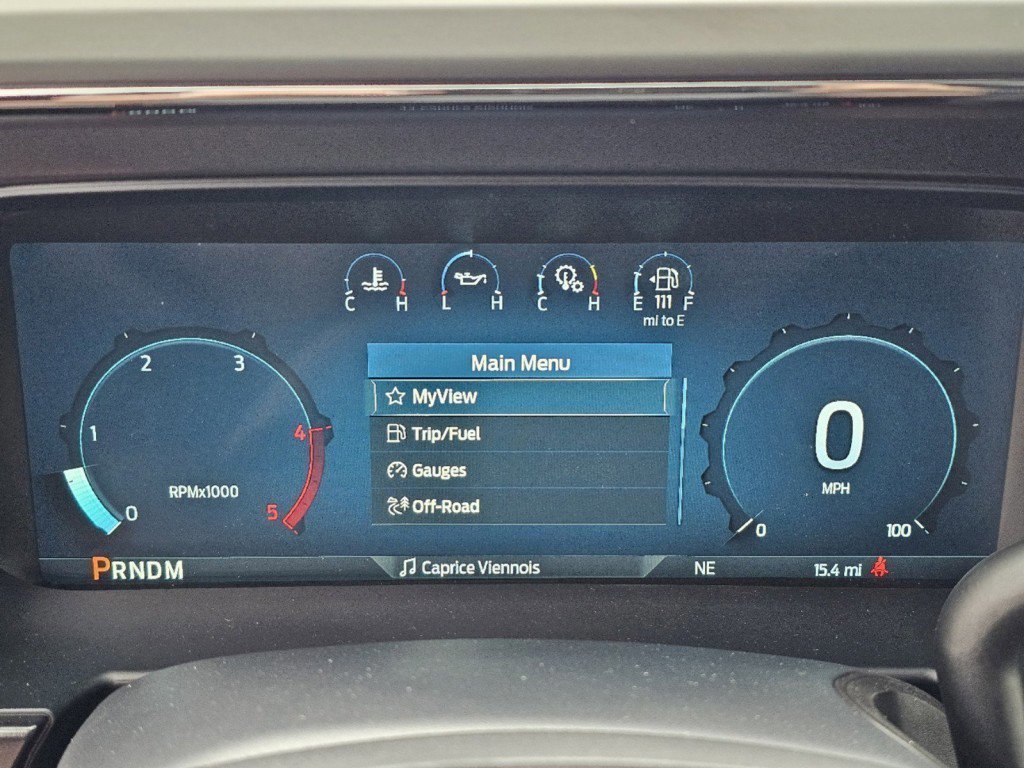 C H
L H
C H
E 111 F
mi to E
Main Menu
MyView
Trip/Fuel
Gauges
Off-Road
0
1
2
3
4
5
RPMx1000
0
MPH
0
100
PRNDM
Caprice Viennois
NE
15.4 mi